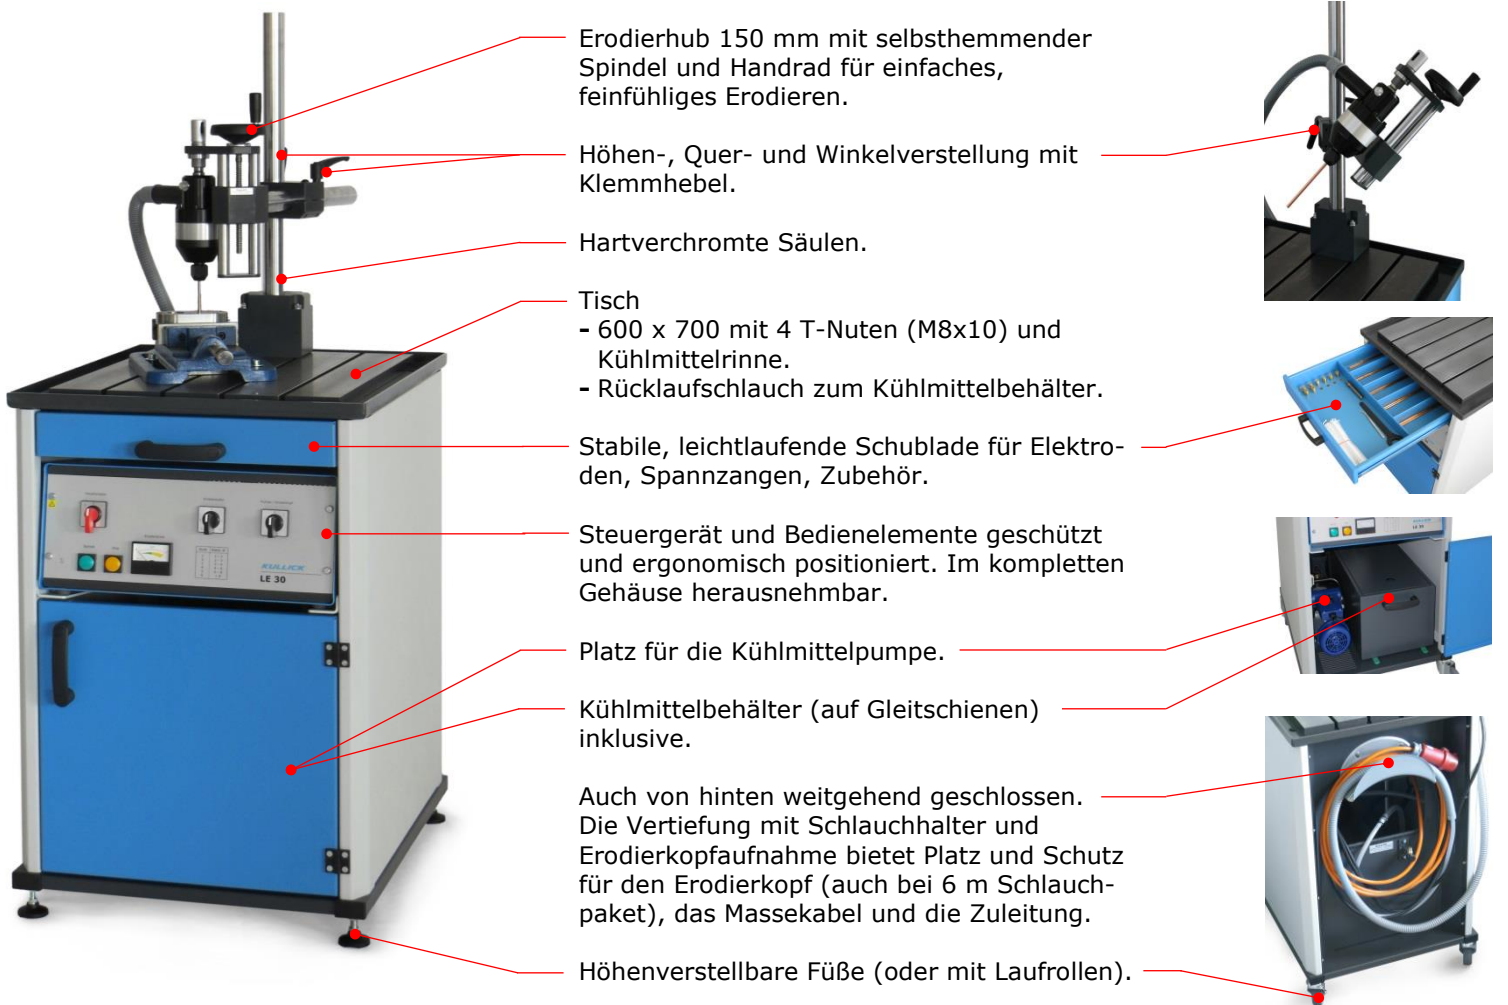 Erodierhub 150 mm mit selbsthemmender
Spindel und Handrad für einfaches,
feinfühliges Erodieren.
Höhen-, Quer- und Winkelverstellung mit
Klemmhebel.
Hartverchromte Säulen.
Tisch
- 600 x 700 mit 4 T-Nuten (M8x10) und
Kühlmittelrinne.
- Rücklaufschlauch zum Kühlmittelbehälter.
Stabile, leichtlaufende Schublade für Elektro-
den, Spannzangen, Zubehör.
Steuergerät und Bedienelemente geschützt
und ergonomisch positioniert. Im kompletten
Gehäuse herausnehmbar.
Platz für die Kühlmittelpumpe.
Kühlmittelbehälter (auf Gleitschienen)
inklusive.
Auch von hinten weitgehend geschlossen.
Die Vertiefung mit Schlauchhalter und
Erodierkopfaufnahme bietet Platz und Schutz
für den Erodierkopf (auch bei 6 m Schlauch-
paket), das Massekabel und die Zuleitung.
Höhenverstellbare Füße (oder mit Laufrollen).
KULLICK
LE 30
KULLICK
LE 30